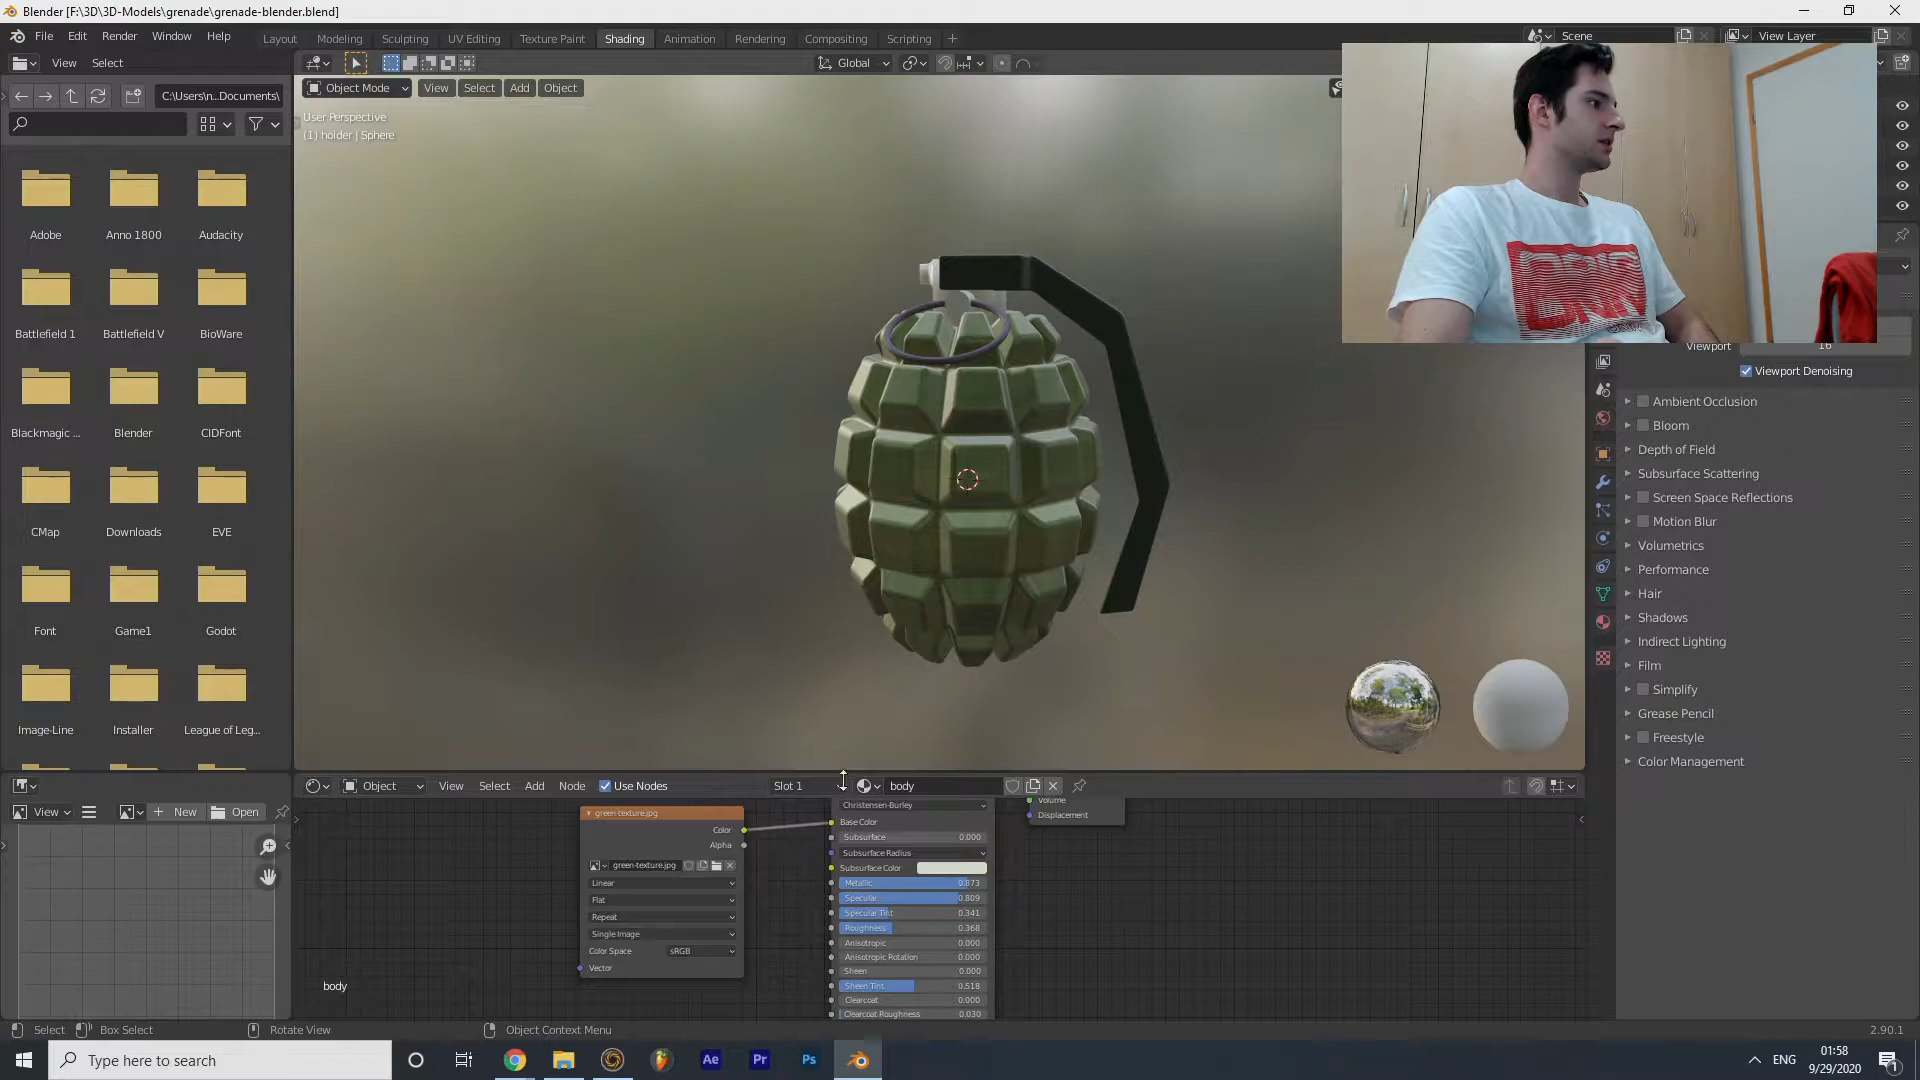 Blender [F:\3D\3D-Models\grenade\grenade-blender.blend]
File Edit Render Window Help
Layout Modeling Sculpting UV Editing Texture Paint Shading Animation Rendering Compositing Scripting
Scene
View Layer
View Select
Global
C:\Users\n...Documents\
Object Mode View Select Add Object
User Perspective
(1) holder | Sphere
Adobe Anno 1800 Audacity
Battlefield 1 Battlefield V BioWare
Blackmagic ... Blender CIDFont
CMap Downloads EVE
Font Game1 Godot
Image-Line Installer League of Leg...
Viewport 16
Viewport Denoising
Ambient Occlusion
Bloom
Depth of Field
Subsurface Scattering
Screen Space Reflections
Motion Blur
Volumetrics
Performance
Hair
Shadows
Indirect Lighting
Film
Simplify
Grease Pencil
Freestyle
Color Management
Object View Select Add Node Use Nodes Slot 1 body
View New Open
green-texture.jpg
Color
Alpha
green-texture.jpg
Linear
Flat
Repeat
Single Image
Color Space sRGB
Vector
Christensen-Burley
Base Color
Subsurface 0.000
Subsurface Radius
Subsurface Color
Metallic 0.873
Specular 0.809
Specular Tint 0.341
Roughness 0.368
Anisotropic 0.000
Anisotropic Rotation 0.000
Sheen 0.000
Sheen Tint 0.518
Clearcoat 0.000
Clearcoat Roughness 0.030
Volume
Displacement
body
Select Box Select Rotate View Object Context Menu
2.90.1
Type here to search
Ae Pr Ps
ENG
01:58
9/29/2020
1